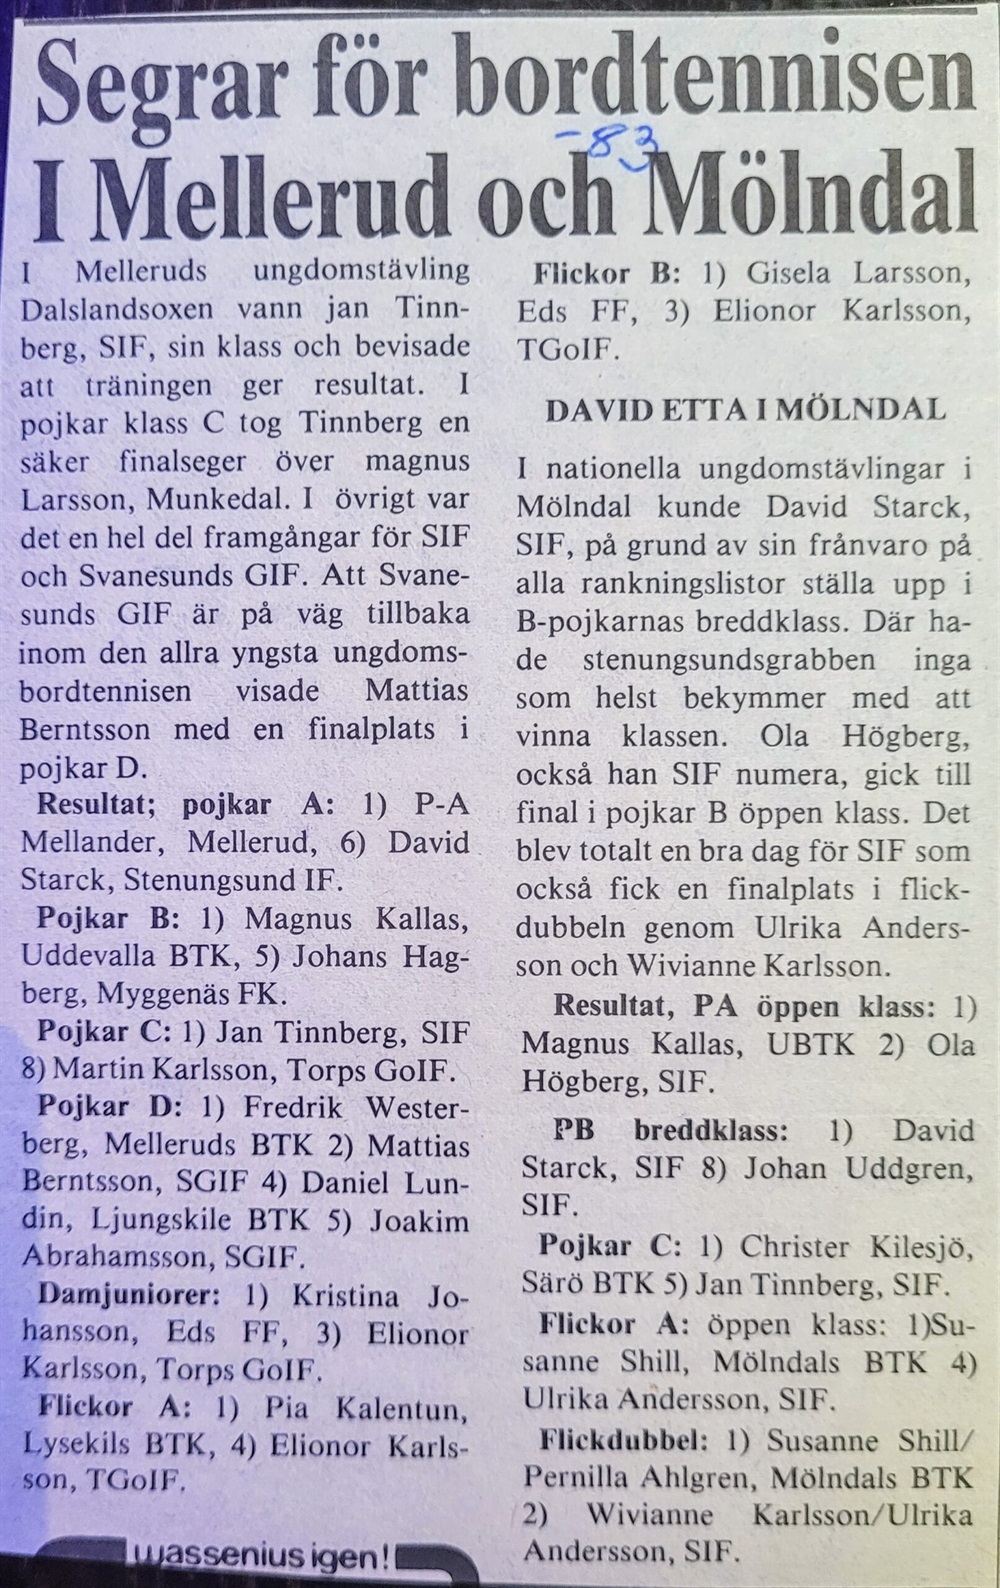 Segrar för bordtennisen
-83
I Mellerud och Mölndal
I Melleruds ungdomstävling
Dalslandsoxen vann jan Tinn-
berg, SIF, sin klass och bevisade
att träningen ger resultat. I
pojkar klass C tog Tinnberg en
säker finalseger över magnus
Larsson, Munkedal. I övrigt var
det en hel del framgångar för SIF
och Svanesunds GIF. Att Svane-
sunds GIF är på väg tillbaka
inom den allra yngsta ungdoms-
bordtennisen visade Mattias
Berntsson med en finalplats i
pojkar D.
Resultat; pojkar A: 1) P-A
Mellander, Mellerud, 6) David
Starck, Stenungsund IF.
Pojkar B: 1) Magnus Kallas,
Uddevalla BTK, 5) Johans Hag-
berg, Myggenäs FK.
Pojkar C: 1) Jan Tinnberg, SIF
8) Martin Karlsson, Torps GoIF.
Pojkar D: 1) Fredrik Wester-
berg, Melleruds BTK 2) Mattias
Berntsson, SGIF 4) Daniel Lun-
din, Ljungskile BTK 5) Joakim
Abrahamsson, SGIF.
Damjuniorer: 1) Kristina Jo-
hansson, Eds FF, 3) Elionor
Karlsson, Torps GoIF.
Flickor A: 1) Pia Kalentun,
Lysekils BTK, 4) Elionor Karls-
son, TGoIF.
wassenius igen!
Flickor B: 1) Gisela Larsson,
Eds FF, 3) Elionor Karlsson,
TGoIF.
DAVID ETTA I MÖLNDAL
I nationella ungdomstävlingar i
Mölndal kunde David Starck,
SIF, på grund av sin frånvaro på
alla rankningslistor ställa upp i
B-pojkarnas breddklass. Där ha-
de stenungsundsgrabben inga
som helst bekymmer med att
vinna klassen. Ola Högberg,
också han SIF numera, gick till
final i pojkar B öppen klass. Det
blev totalt en bra dag för SIF som
också fick en finalplats i flick-
dubbeln genom Ulrika Anders-
son och Wivianne Karlsson.
Resultat, PA öppen klass: 1)
Magnus Kallas, UBTK 2) Ola
Högberg, SIF.
PB breddklass: 1) David
Starck, SIF 8) Johan Uddgren,
SIF.
Pojkar C: 1) Christer Kilesjö,
Särö BTK 5) Jan Tinnberg, SIF.
Flickor A: öppen klass: 1)Su-
sanne Shill, Mölndals BTK 4)
Ulrika Andersson, SIF.
Flickdubbel: 1) Susanne Shill/
Pernilla Ahlgren, Mölndals BTK
2) Wivianne Karlsson/Ulrika
Andersson, SIF.